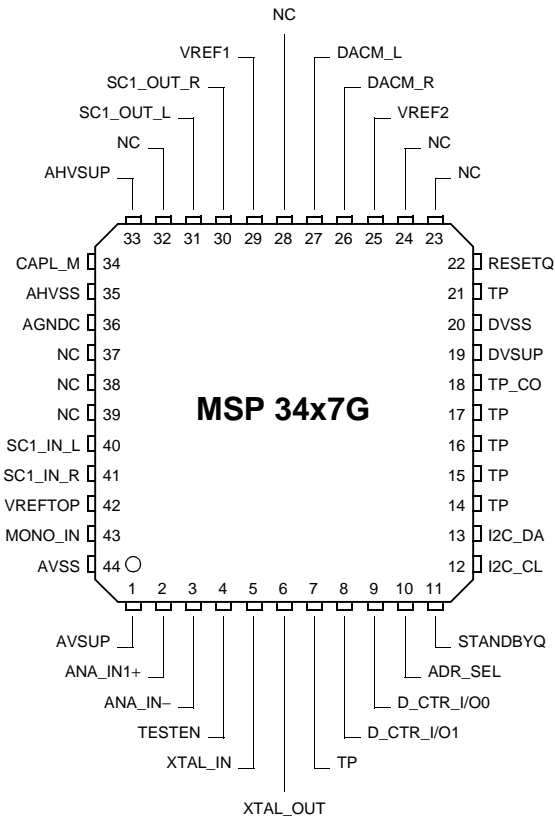 NC
VREF1
DACM_L
SC1_OUT_R
DACM_R
SC1_OUT_L
VREF2
NC
NC
AHVSUP
NC
33 32 31 30 29 28 27 26 25 24 23
CAPL_M 34 22 RESETQ
AHVSS 35 21 TP
AGNDC 36 20 DVSS
NC 37 19 DVSUP
NC 38 18 TP_CO
NC 39 17 TP
MSP 34x7G
SC1_IN_L 40 16 TP
SC1_IN_R 41 15 TP
VREFTOP 42 14 TP
MONO_IN 43 13 I2C_DA
AVSS 44 12 I2C_CL
1 2 3 4 5 6 7 8 9 10 11
AVSUP
STANDBYQ
ANA_IN1+
ADR_SEL
ANA_IN−
D_CTR_I/O0
TESTEN
D_CTR_I/O1
XTAL_IN
TP
XTAL_OUT